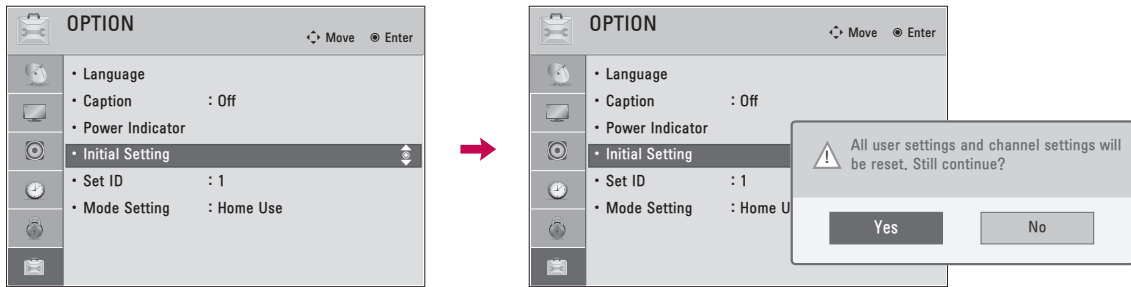 OPTION
Move
Enter
• Language
• Caption : Off
• Power Indicator
• Initial Setting
• Set ID : 1
• Mode Setting : Home Use
OPTION
Move
Enter
• Language
• Caption : Off
• Power Indicator
• Initial Setting
• Set ID : 1
• Mode Setting : Home U
All user settings and channel settings will
be reset. Still continue?
Yes
No